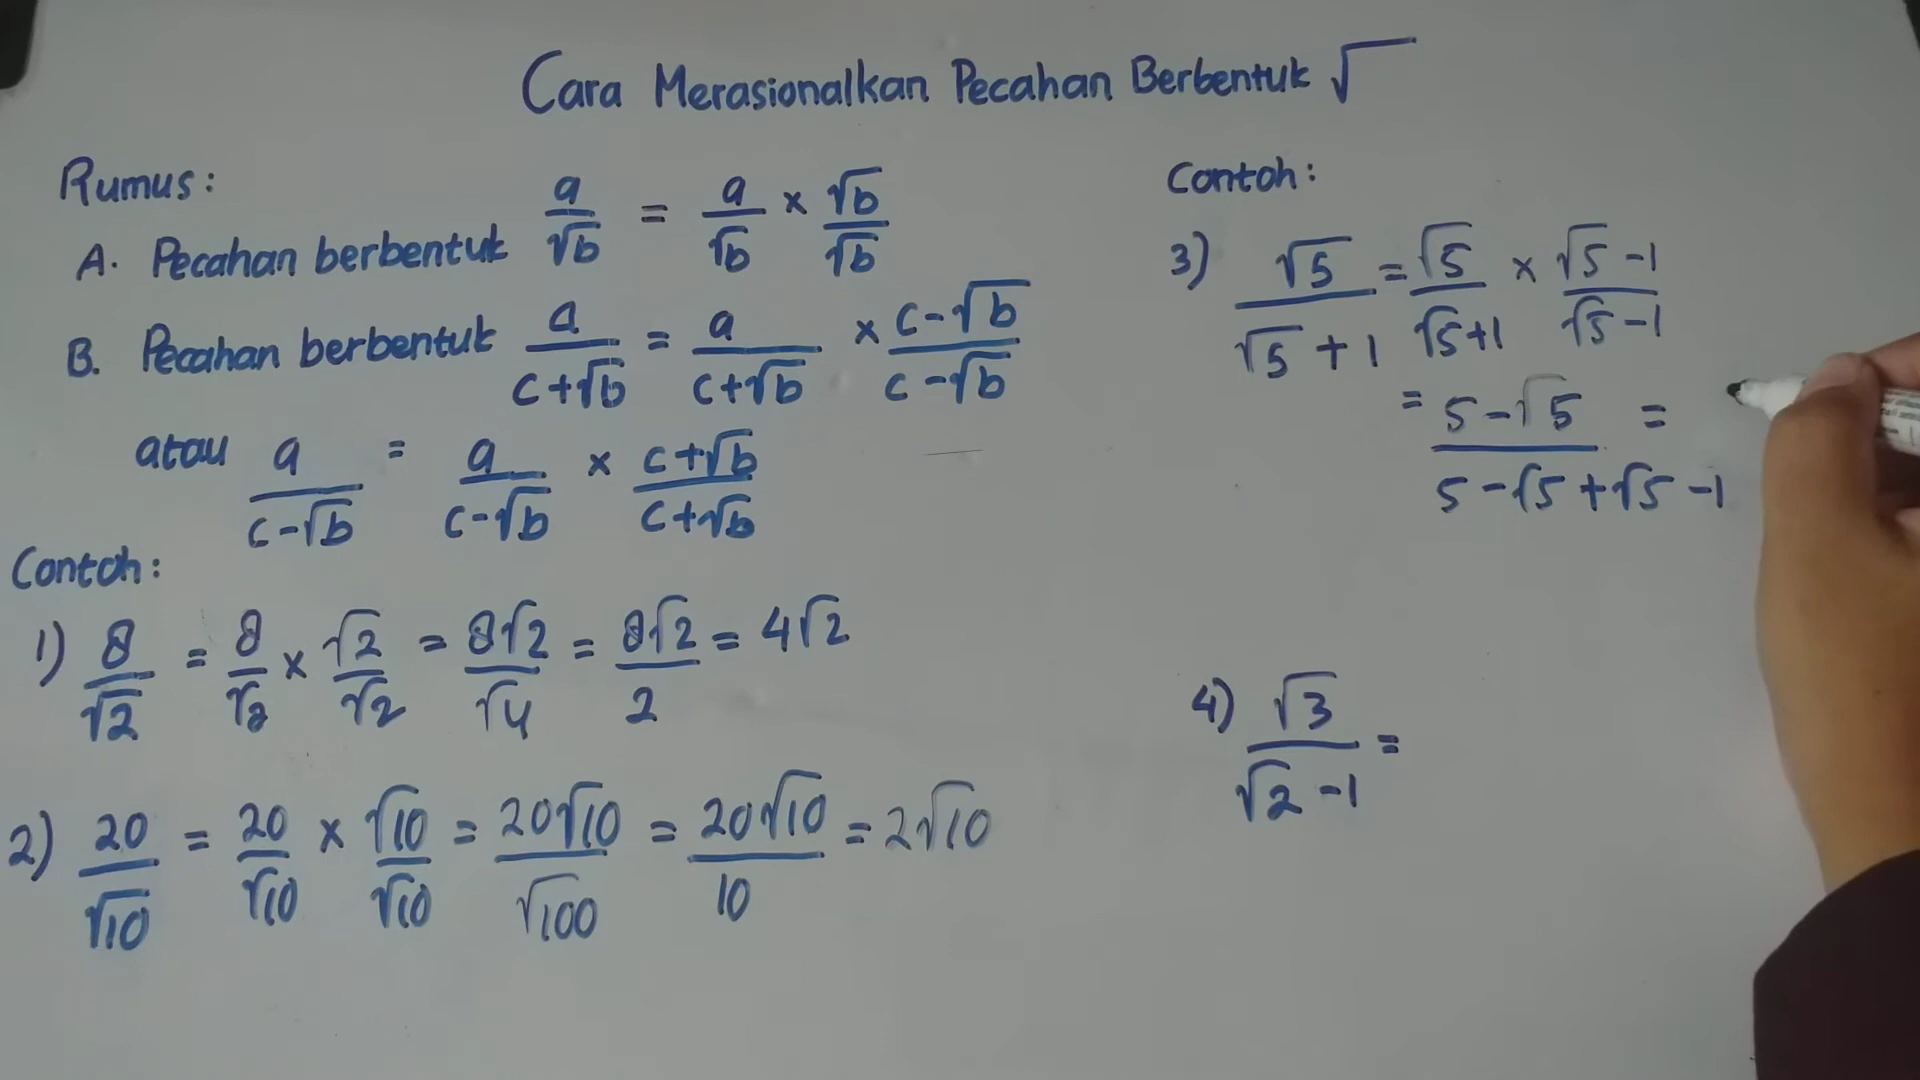 Cara Merasionalkan Pecahan Berbentuk √
Rumus:
A. Pecahan berbentuk a/√b = a/√b × √b/√b
B. Pecahan berbentuk a/(c+√b) = a/(c+√b) × (c-√b)/(c-√b)
atau a/(c-√b) = a/(c-√b) × (c+√b)/(c+√b)
Contoh:
1) 8/√2 = 8/√2 × √2/√2 = 8√2/√4 = 8√2/2 = 4√2
2) 20/√10 = 20/√10 × √10/√10 = 20√10/√100 = 20√10/10 = 2√10
Contoh:
3) √5/(√5+1) = √5/(√5+1) × (√5-1)/(√5-1)
= (5-√5)/(5-√5+√5-1) =
4) √3/(√2-1) =